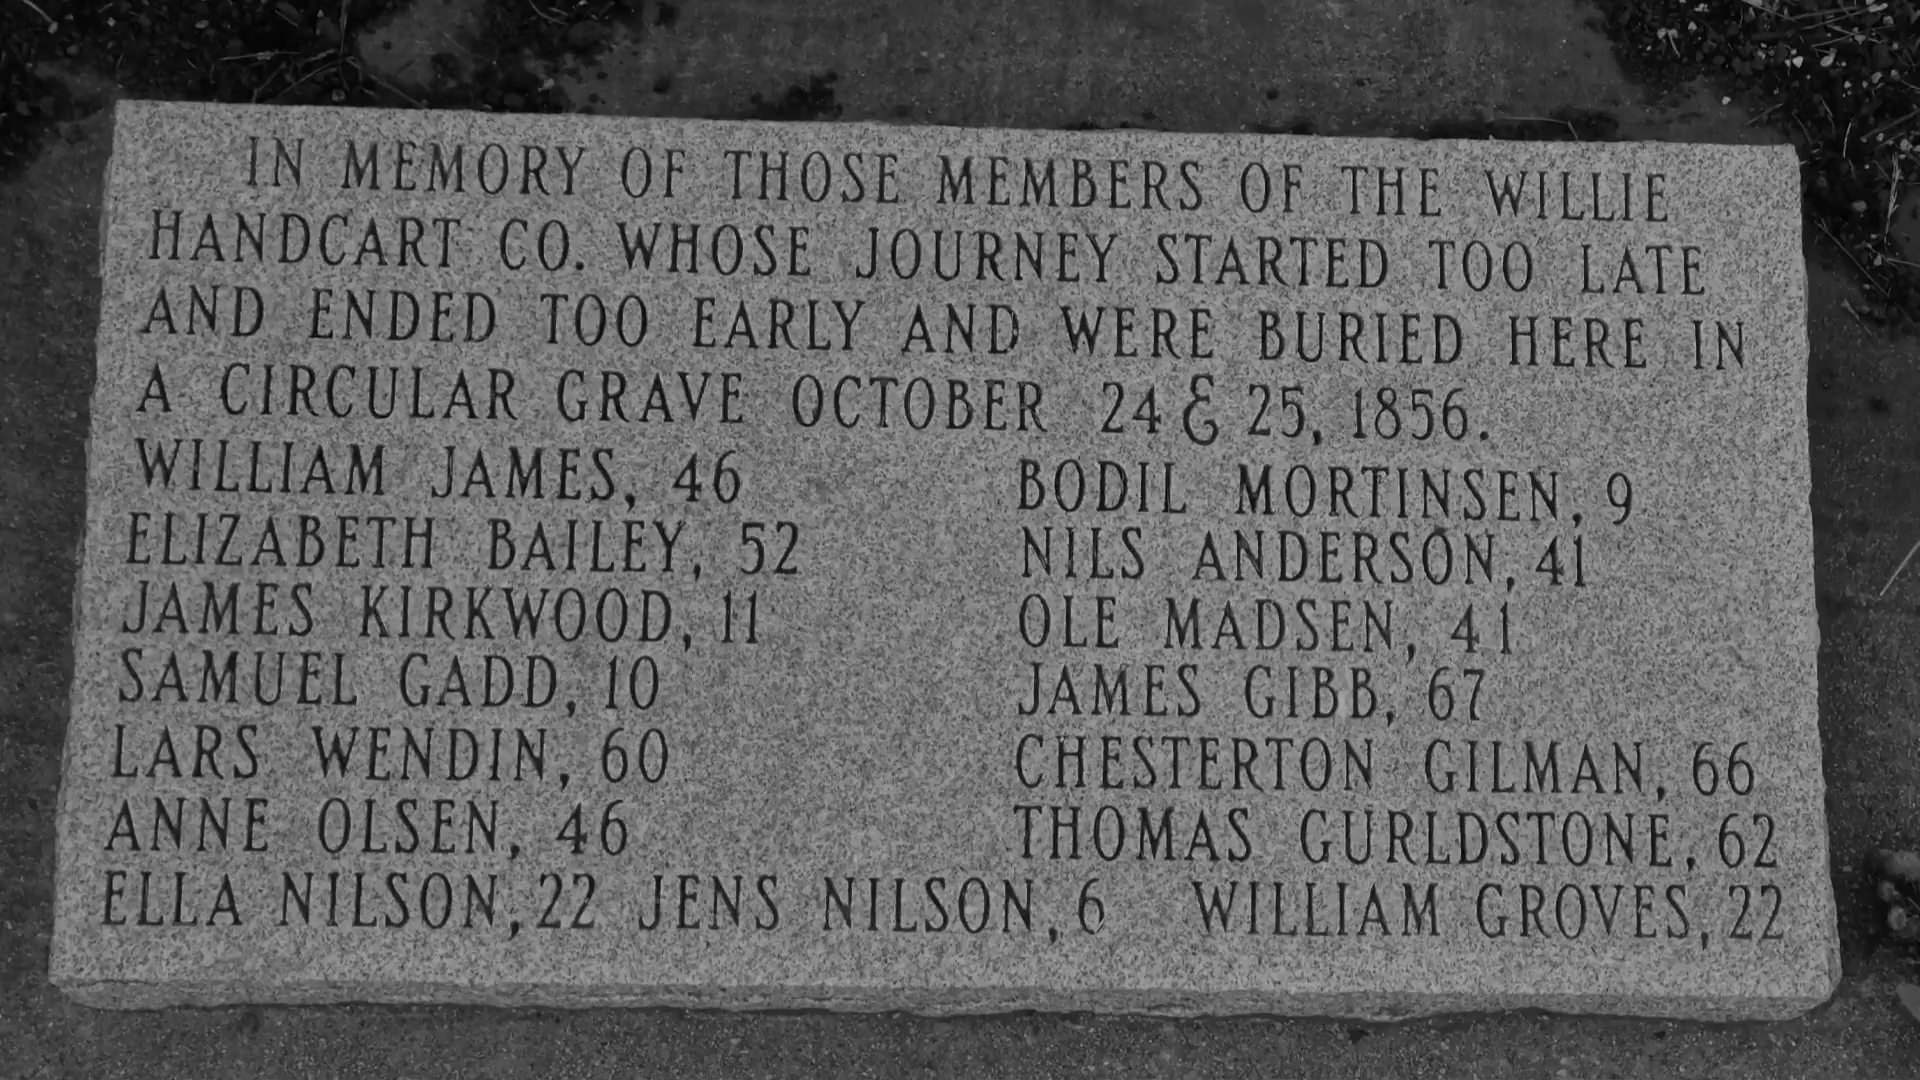 IN MEMORY OF THOSE MEMBERS OF THE WILLIE
HANDCART CO. WHOSE JOURNEY STARTED TOO LATE
AND ENDED TOO EARLY AND WERE BURIED HERE IN
A CIRCULAR GRAVE OCTOBER 24 & 25, 1856.
WILLIAM JAMES, 46 BODIL MORTINSEN, 9
ELIZABETH BAILEY, 52 NILS ANDERSON, 41
JAMES KIRKWOOD, 11 OLE MADSEN, 41
SAMUEL GADD, 10 JAMES GIBB, 67
LARS WENDIN, 60 CHESTERTON GILMAN, 66
ANNE OLSEN, 46 THOMAS GURLDSTONE, 62
ELLA NILSON, 22 JENS NILSON, 6 WILLIAM GROVES, 22